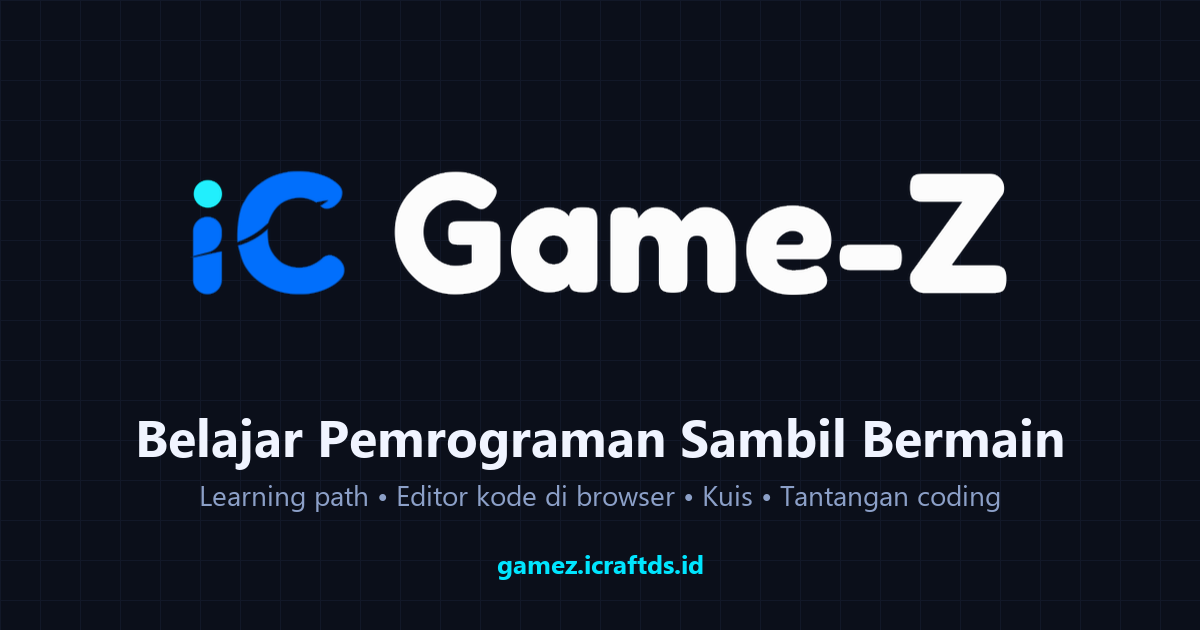 iC Game-Z
Belajar Pemrograman Sambil Bermain
Learning path • Editor kode di browser • Kuis • Tantangan coding
gamez.icraftds.id